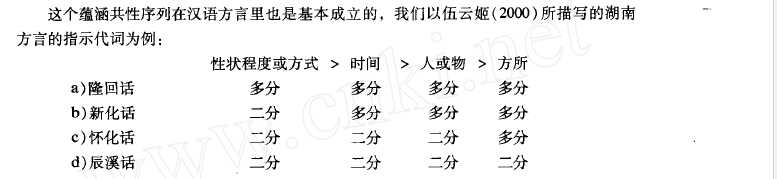 这个蕴涵共性序列在汉语方言里也是基本成立的，我们以伍云姬(2000)所描写的湖南
方言的指示代词为例：
性状程度或方式 > 时间 > 人或物 > 方所
a)隆回话 多分 多分 多分 多分
b)新化话 二分 多分 多分 多分
c)怀化话 二分 二分 二分 多分
d)辰溪话 二分 二分 二分 二分
www.cnki.net